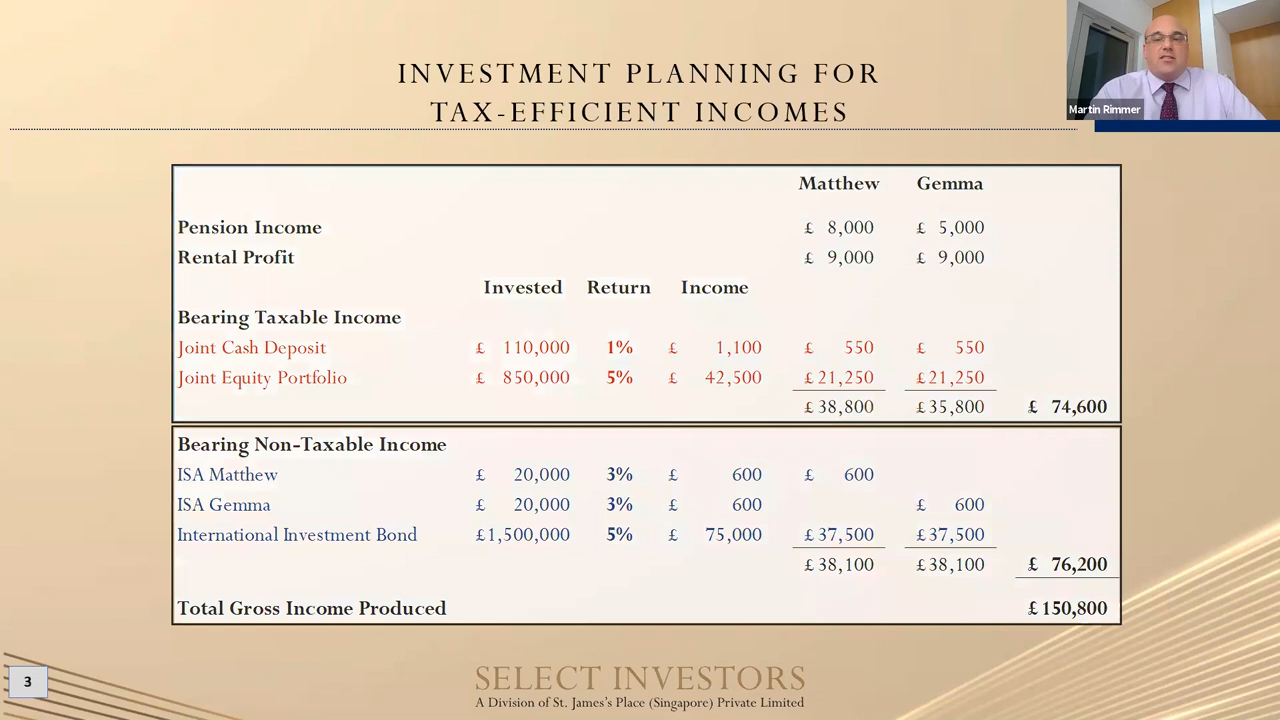 INVESTMENT PLANNING FOR
TAX-EFFICIENT INCOMES
Martin Rimmer
Matthew Gemma
Pension Income £ 8,000 £ 5,000
Rental Profit £ 9,000 £ 9,000
Invested Return Income
Bearing Taxable Income
Joint Cash Deposit £ 110,000 1% £ 1,100 £ 550 £ 550
Joint Equity Portfolio £ 850,000 5% £ 42,500 £ 21,250 £ 21,250
£ 38,800 £ 35,800 £ 74,600
Bearing Non-Taxable Income
ISA Matthew £ 20,000 3% £ 600 £ 600
ISA Gemma £ 20,000 3% £ 600 £ 600
International Investment Bond £1,500,000 5% £ 75,000 £ 37,500 £ 37,500
£ 38,100 £ 38,100 £ 76,200
Total Gross Income Produced £ 150,800
3
SELECT INVESTORS
A Division of St. James's Place (Singapore) Private Limited